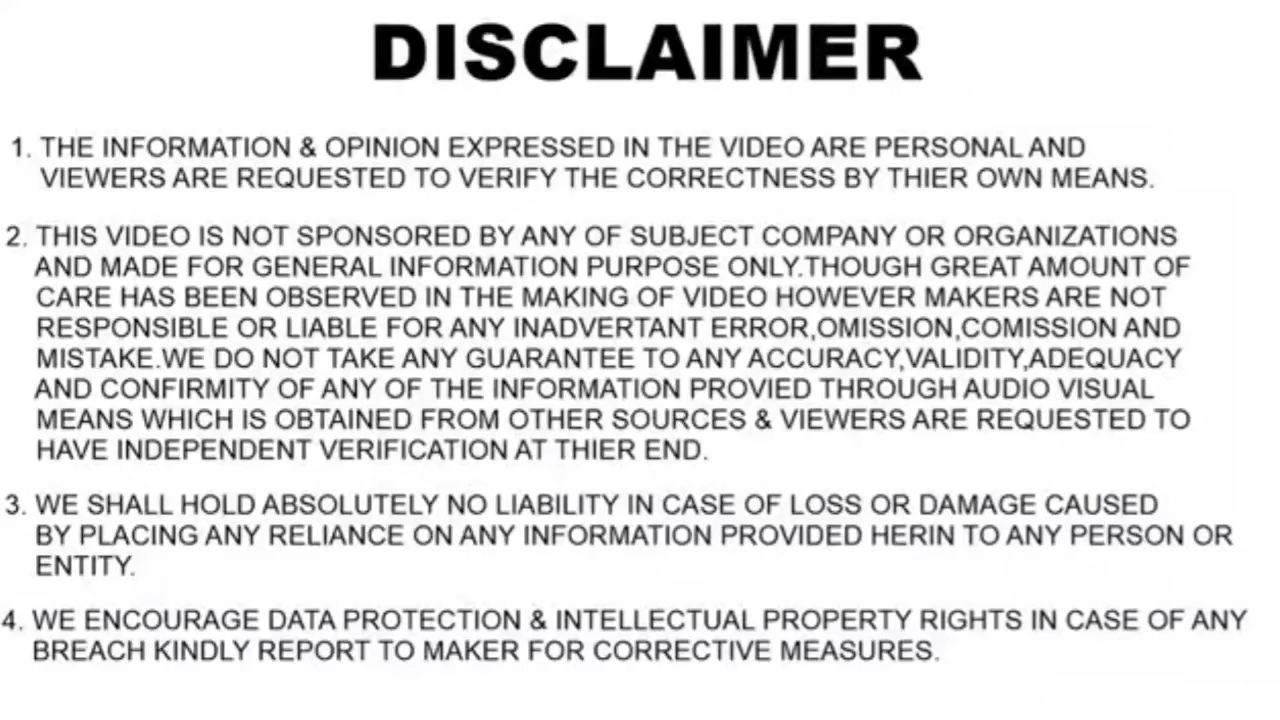 DISCLAIMER
1. THE INFORMATION & OPINION EXPRESSED IN THE VIDEO ARE PERSONAL AND
VIEWERS ARE REQUESTED TO VERIFY THE CORRECTNESS BY THIER OWN MEANS.
2. THIS VIDEO IS NOT SPONSORED BY ANY OF SUBJECT COMPANY OR ORGANIZATIONS
AND MADE FOR GENERAL INFORMATION PURPOSE ONLY.THOUGH GREAT AMOUNT OF
CARE HAS BEEN OBSERVED IN THE MAKING OF VIDEO HOWEVER MAKERS ARE NOT
RESPONSIBLE OR LIABLE FOR ANY INADVERTANT ERROR,OMISSION,COMISSION AND
MISTAKE.WE DO NOT TAKE ANY GUARANTEE TO ANY ACCURACY,VALIDITY,ADEQUACY
AND CONFIRMITY OF ANY OF THE INFORMATION PROVIED THROUGH AUDIO VISUAL
MEANS WHICH IS OBTAINED FROM OTHER SOURCES & VIEWERS ARE REQUESTED TO
HAVE INDEPENDENT VERIFICATION AT THIER END.
3. WE SHALL HOLD ABSOLUTELY NO LIABILITY IN CASE OF LOSS OR DAMAGE CAUSED
BY PLACING ANY RELIANCE ON ANY INFORMATION PROVIDED HERIN TO ANY PERSON OR
ENTITY.
4. WE ENCOURAGE DATA PROTECTION & INTELLECTUAL PROPERTY RIGHTS IN CASE OF ANY
BREACH KINDLY REPORT TO MAKER FOR CORRECTIVE MEASURES.